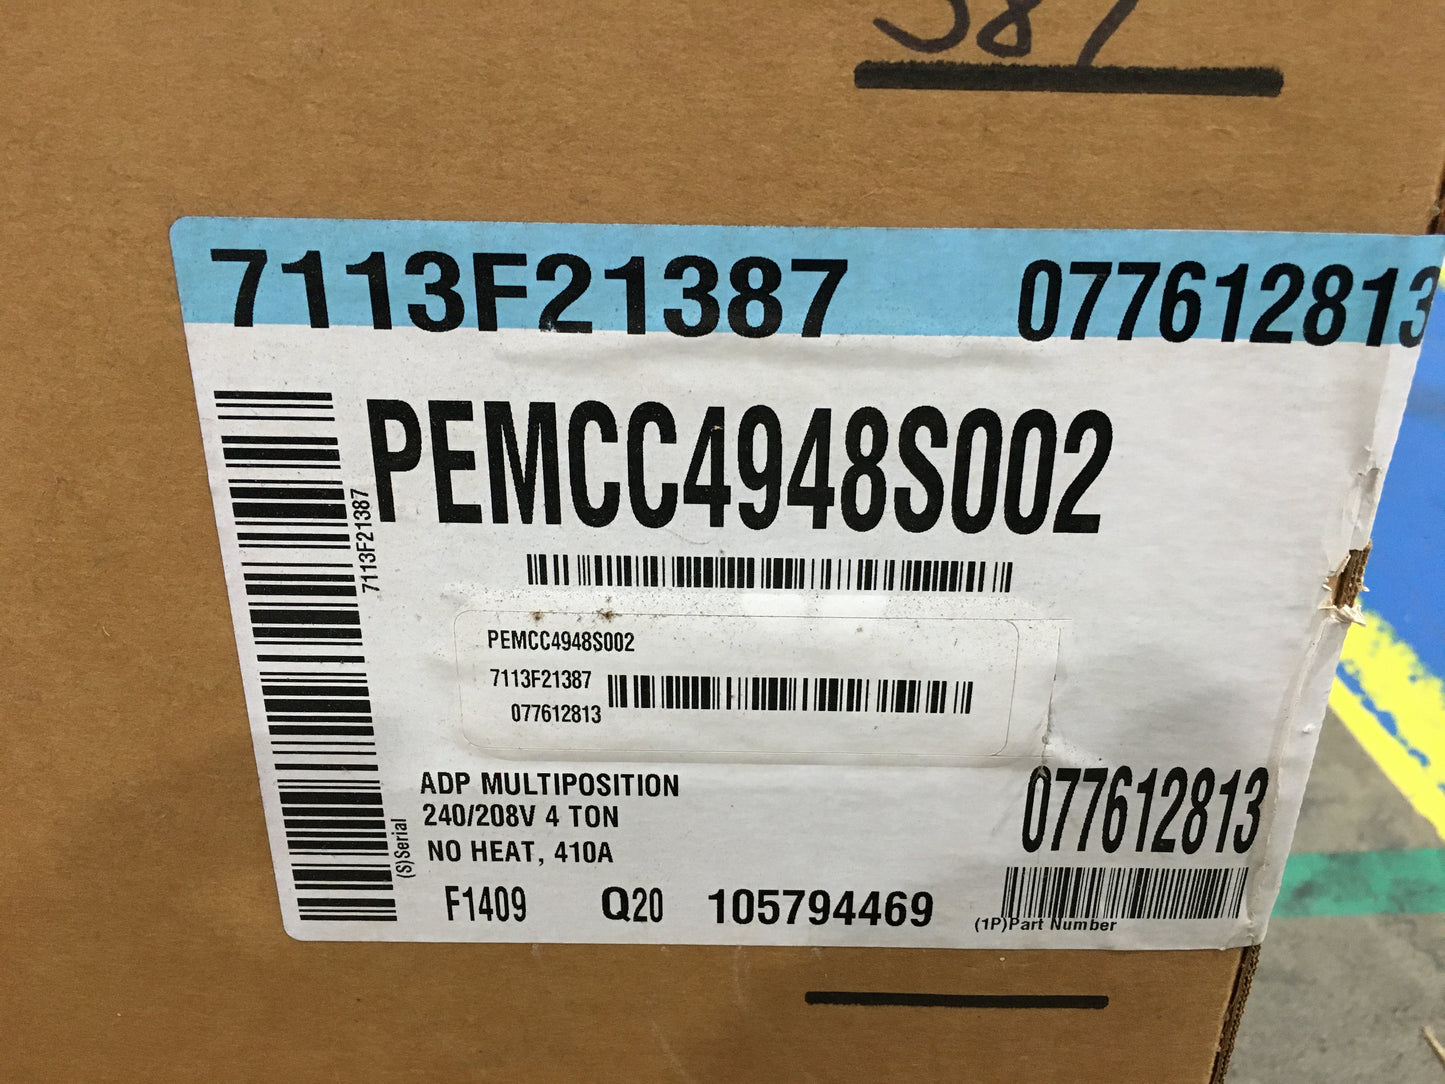 387
7113F21387 077612813
PEMCC4948S002
7113F21387
PEMCC4948S002
7113F21387
077612813
ADP MULTIPOSITION
240/208V 4 TON
NO HEAT, 410A
077612813
(S)Serial
F1409 Q20 105794469
(1P)Part Number